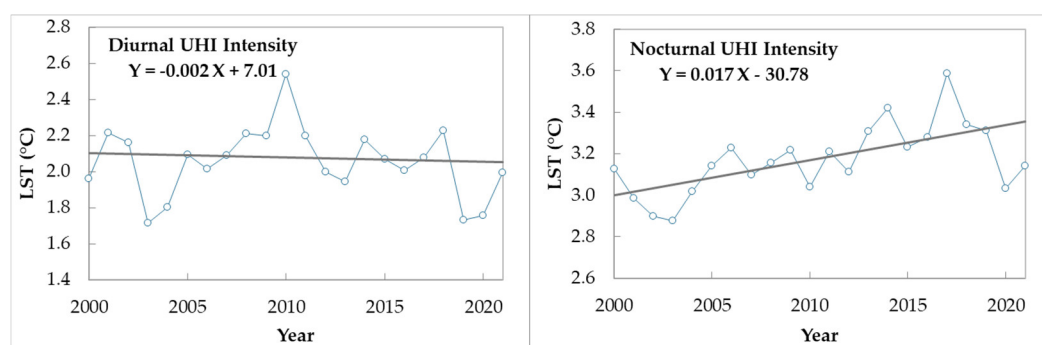 Diurnal UHI Intensity
Y = -0.002 X + 7.01
LST (°C)
2.8
2.6
2.4
2.2
2.0
1.8
1.6
1.4
2000 2005 2010 2015 2020
Year
Nocturnal UHI Intensity
Y = 0.017 X - 30.78
LST (°C)
3.8
3.6
3.4
3.2
3.0
2.8
2.6
2000 2005 2010 2015 2020
Year